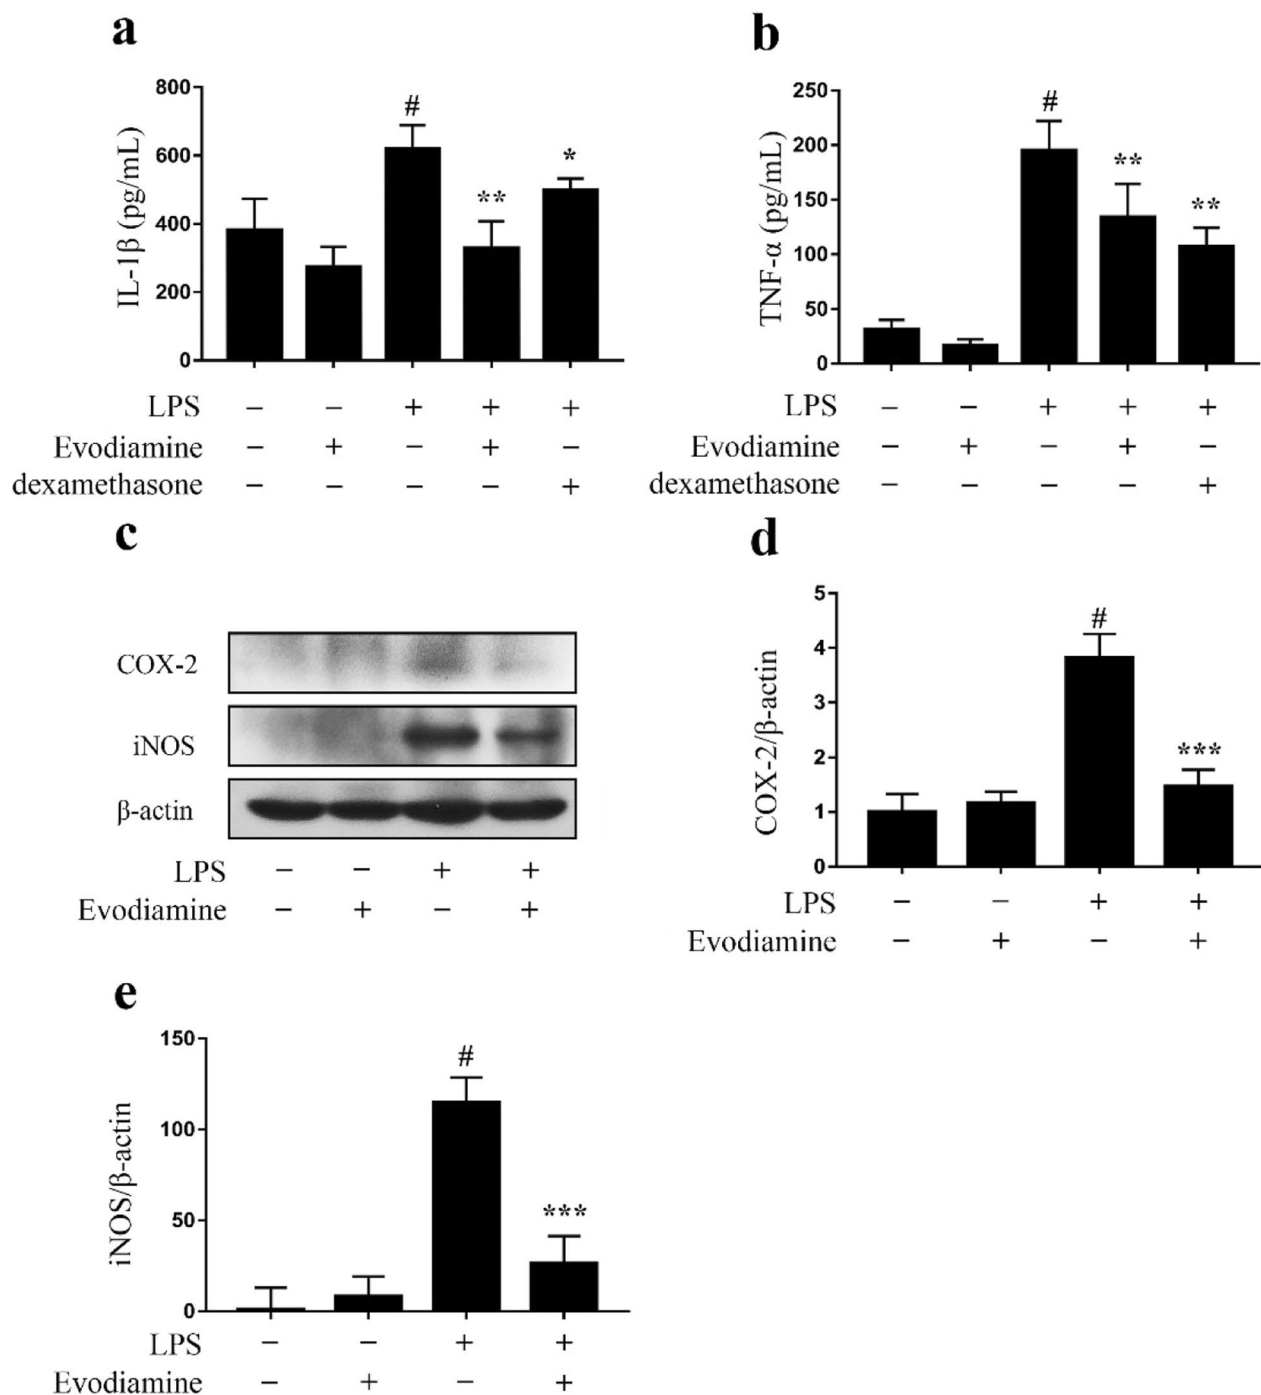 a
800
600
400
200
0
IL-1β (pg/mL)
#
**
*
LPS – – + + +
Evodiamine – + – + –
dexamethasone – – – – +
b
250
200
150
100
50
0
TNF-α (pg/mL)
#
**
**
LPS – – + + +
Evodiamine – + – + –
dexamethasone – – – – +
c
COX-2
iNOS
β-actin
LPS – – + +
Evodiamine – + – +
d
5
4
3
2
1
0
COX-2/β-actin
#
***
LPS – – + +
Evodiamine – + – +
e
150
100
50
0
iNOS/β-actin
#
***
LPS – – + +
Evodiamine – + – +